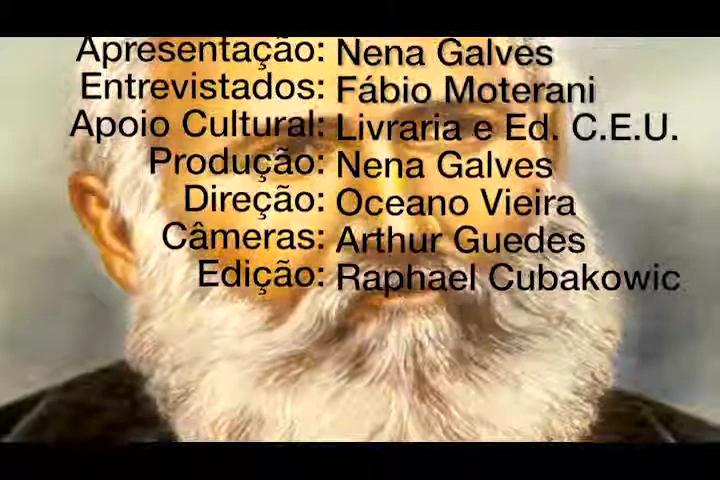 Apresentação: Nena Galves
Entrevistados: Fábio Moterani
Apoio Cultural: Livraria e Ed. C.E.U.
Produção: Nena Galves
Direção: Oceano Vieira
Câmeras: Arthur Guedes
Edição: Raphael Cubakowic